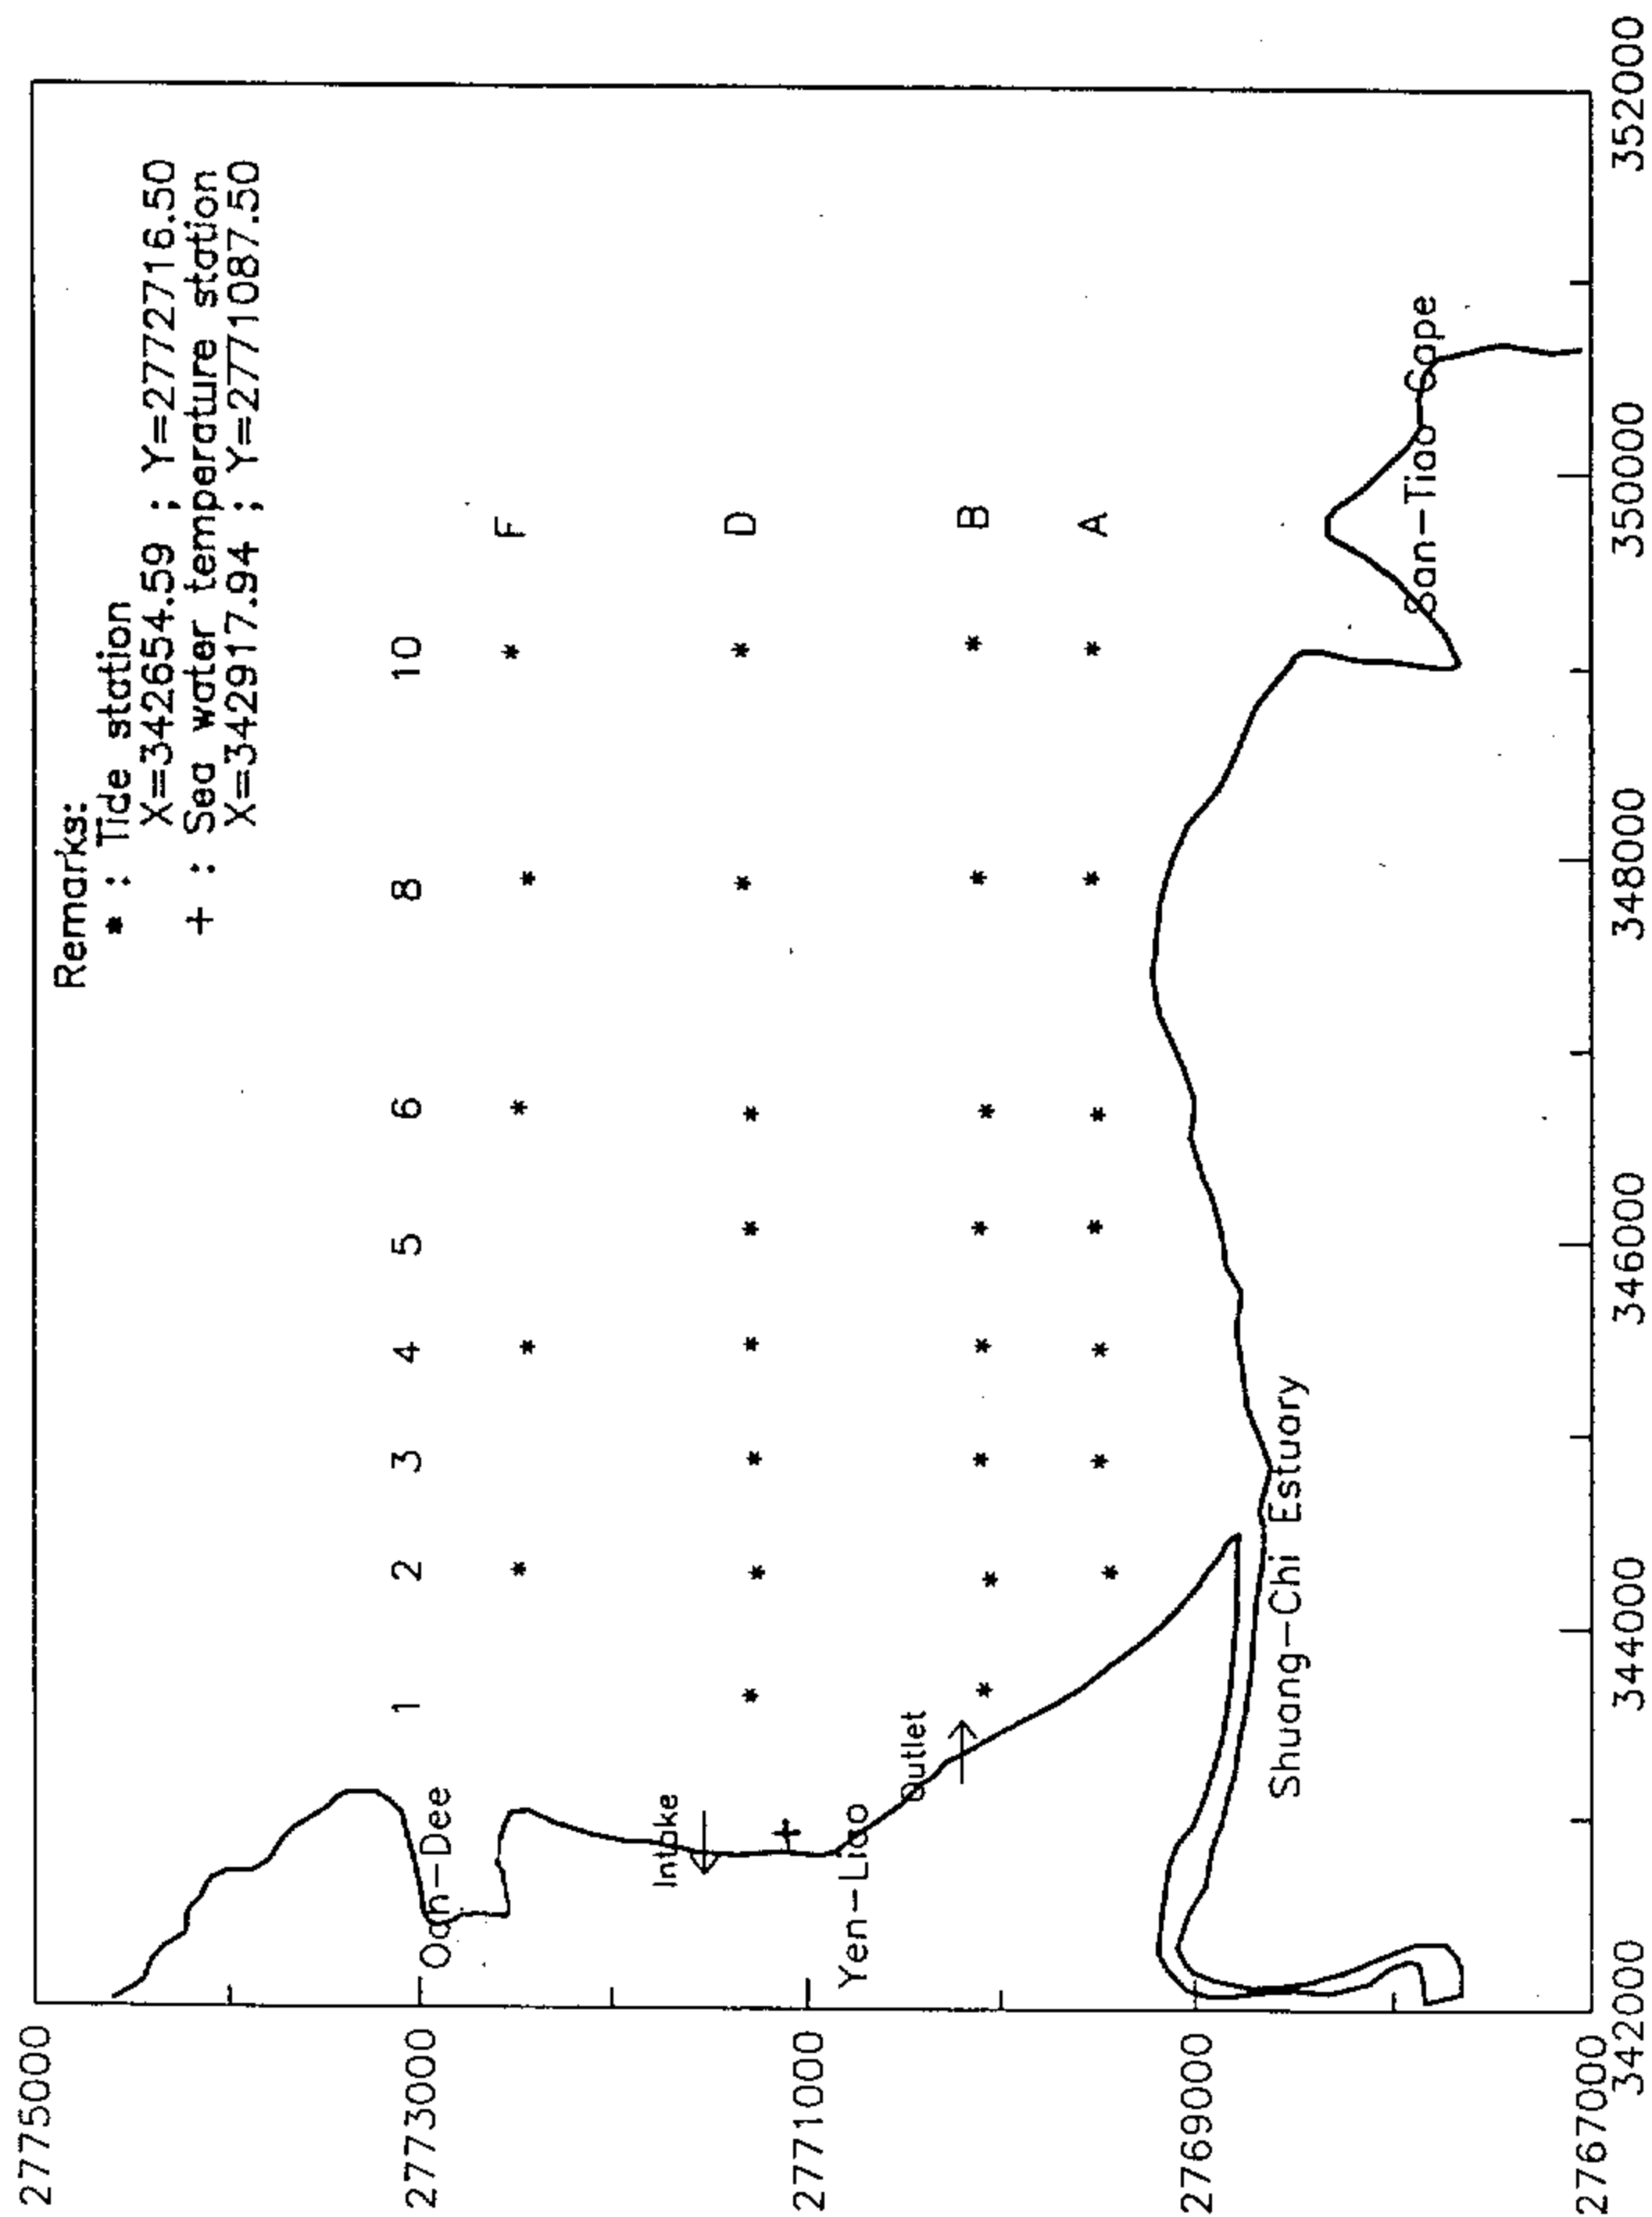 Remarks:
* : Tide station
X=342654.59 ; Y=2772716.50
+ : Sea water temperature station
X=342917.94 ; Y=2771087.50
2775000
2773000
2771000
2769000
2767000
1 2 3 4 5 6 8 10
F
D
B
A
Oan-Dee
Intake
Yen-Liao
Outlet
Shuang-Chi Estuary
San-Tiao Cape
342000 344000 346000 348000 350000 352000